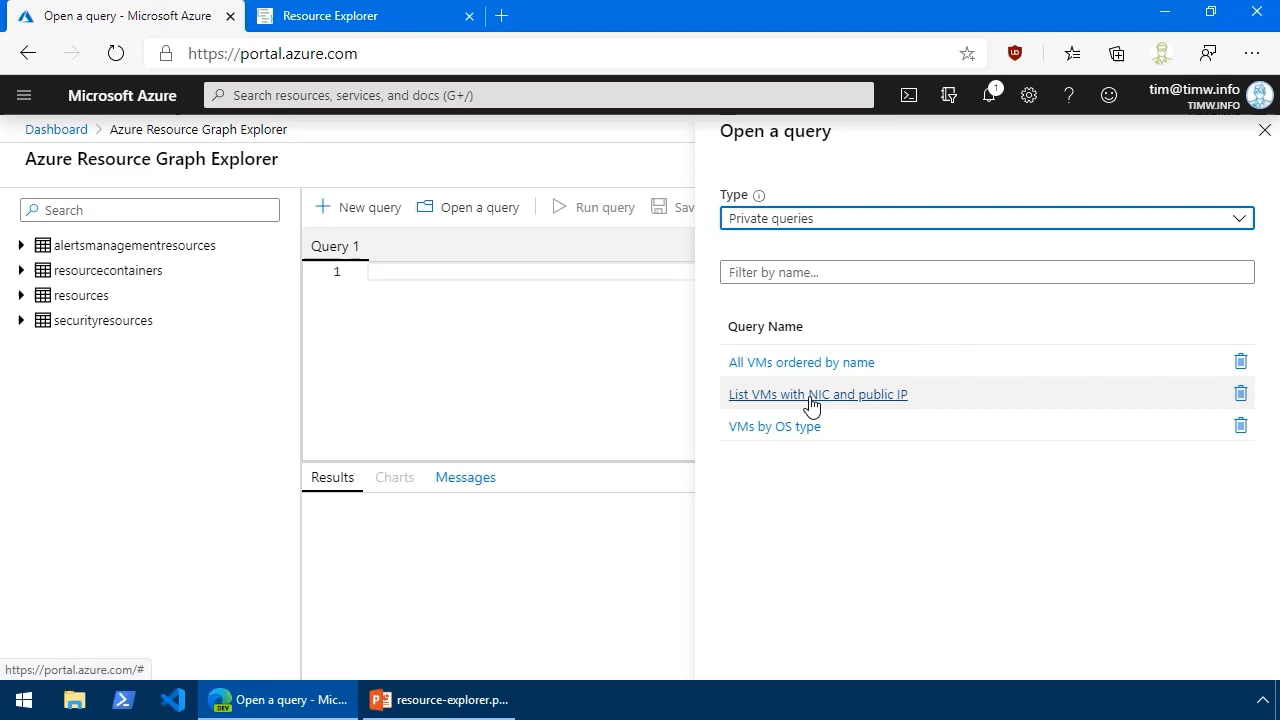 Open a query - Microsoft Azure
Resource Explorer
https://portal.azure.com
Microsoft Azure
Search resources, services, and docs (G+/)
1
tim@timw.info
TIMW.INFO
Dashboard > Azure Resource Graph Explorer
Azure Resource Graph Explorer
Search
alertsmanagementresources
resourcecontainers
resources
securityresources
New query
Open a query
Run query
Sav
Query 1
1
Results
Charts
Messages
Open a query
Type
Private queries
Filter by name...
Query Name
All VMs ordered by name
List VMs with NIC and public IP
VMs by OS type
https://portal.azure.com/#
DEV
Open a query - Mic...
resource-explorer.p...